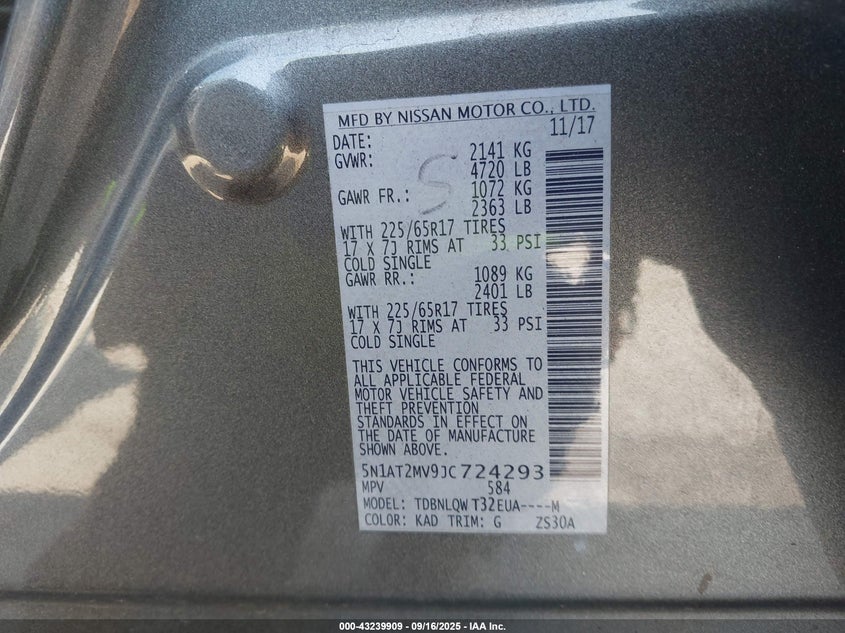 MFD BY NISSAN MOTOR CO., LTD.
DATE: 11/17
GVWR: 2141 KG
4720 LB
GAWR FR.: 1072 KG
2363 LB
WITH 225/65R17 TIRES
17 X 7J RIMS AT 33 PSI
COLD SINGLE
GAWR RR.: 1089 KG
2401 LB
WITH 225/65R17 TIRES
17 X 7J RIMS AT 33 PSI
COLD SINGLE
THIS VEHICLE CONFORMS TO
ALL APPLICABLE FEDERAL
MOTOR VEHICLE SAFETY AND
THEFT PREVENTION
STANDARDS IN EFFECT ON
THE DATE OF MANUFACTURE
SHOWN ABOVE.
5N1AT2MV9JC724293
MPV 584
MODEL: TDBNLQW T32EUA----M
COLOR: KAD TRIM: G ZS30A
S
000-43239909 - 09/16/2025 - IAA Inc.